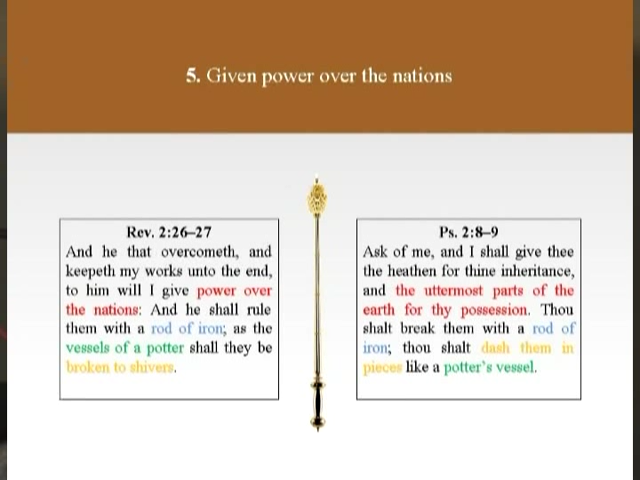 5. Given power over the nations
Rev. 2:26–27
And he that overcometh, and
keepeth my works unto the end,
to him will I give power over
the nations: And he shall rule
them with a rod of iron; as the
vessels of a potter shall they be
broken to shivers.
Ps. 2:8–9
Ask of me, and I shall give thee
the heathen for thine inheritance,
and the uttermost parts of the
earth for thy possession. Thou
shalt break them with a rod of
iron; thou shalt dash them in
pieces like a potter's vessel.